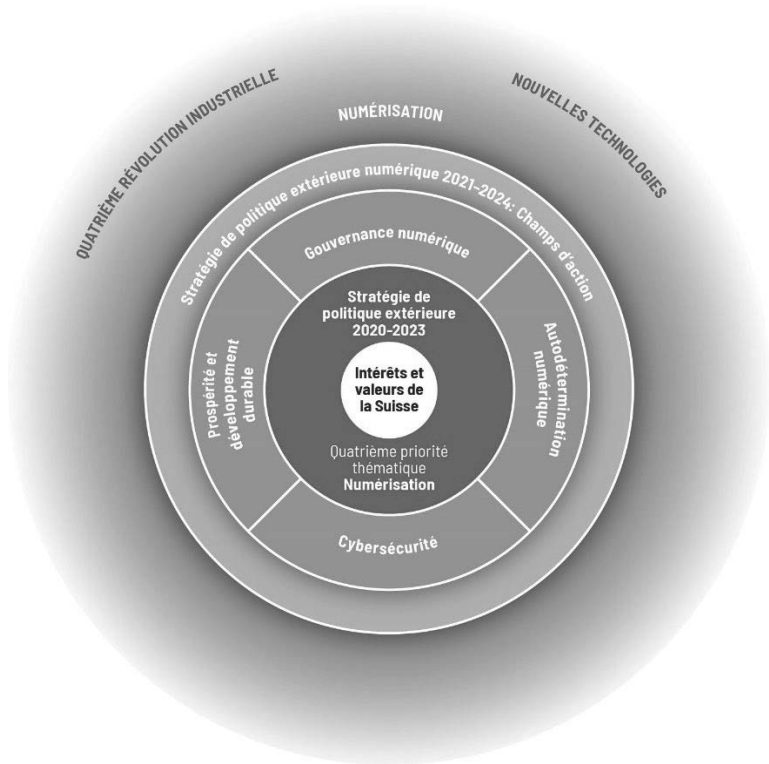 QUATRIÈME RÉVOLUTION INDUSTRIELLE
NUMÉRISATION
NOUVELLES TECHNOLOGIES
Stratégie de politique extérieure numérique 2021-2024: Champs d'action
Gouvernance numérique
Prospérité et
développement
durable
Autodétermination
numérique
Cybersécurité
Stratégie de
politique extérieure
2020-2023
Intérêts et
valeurs de
la Suisse
Quatrième priorité
thématique
Numérisation